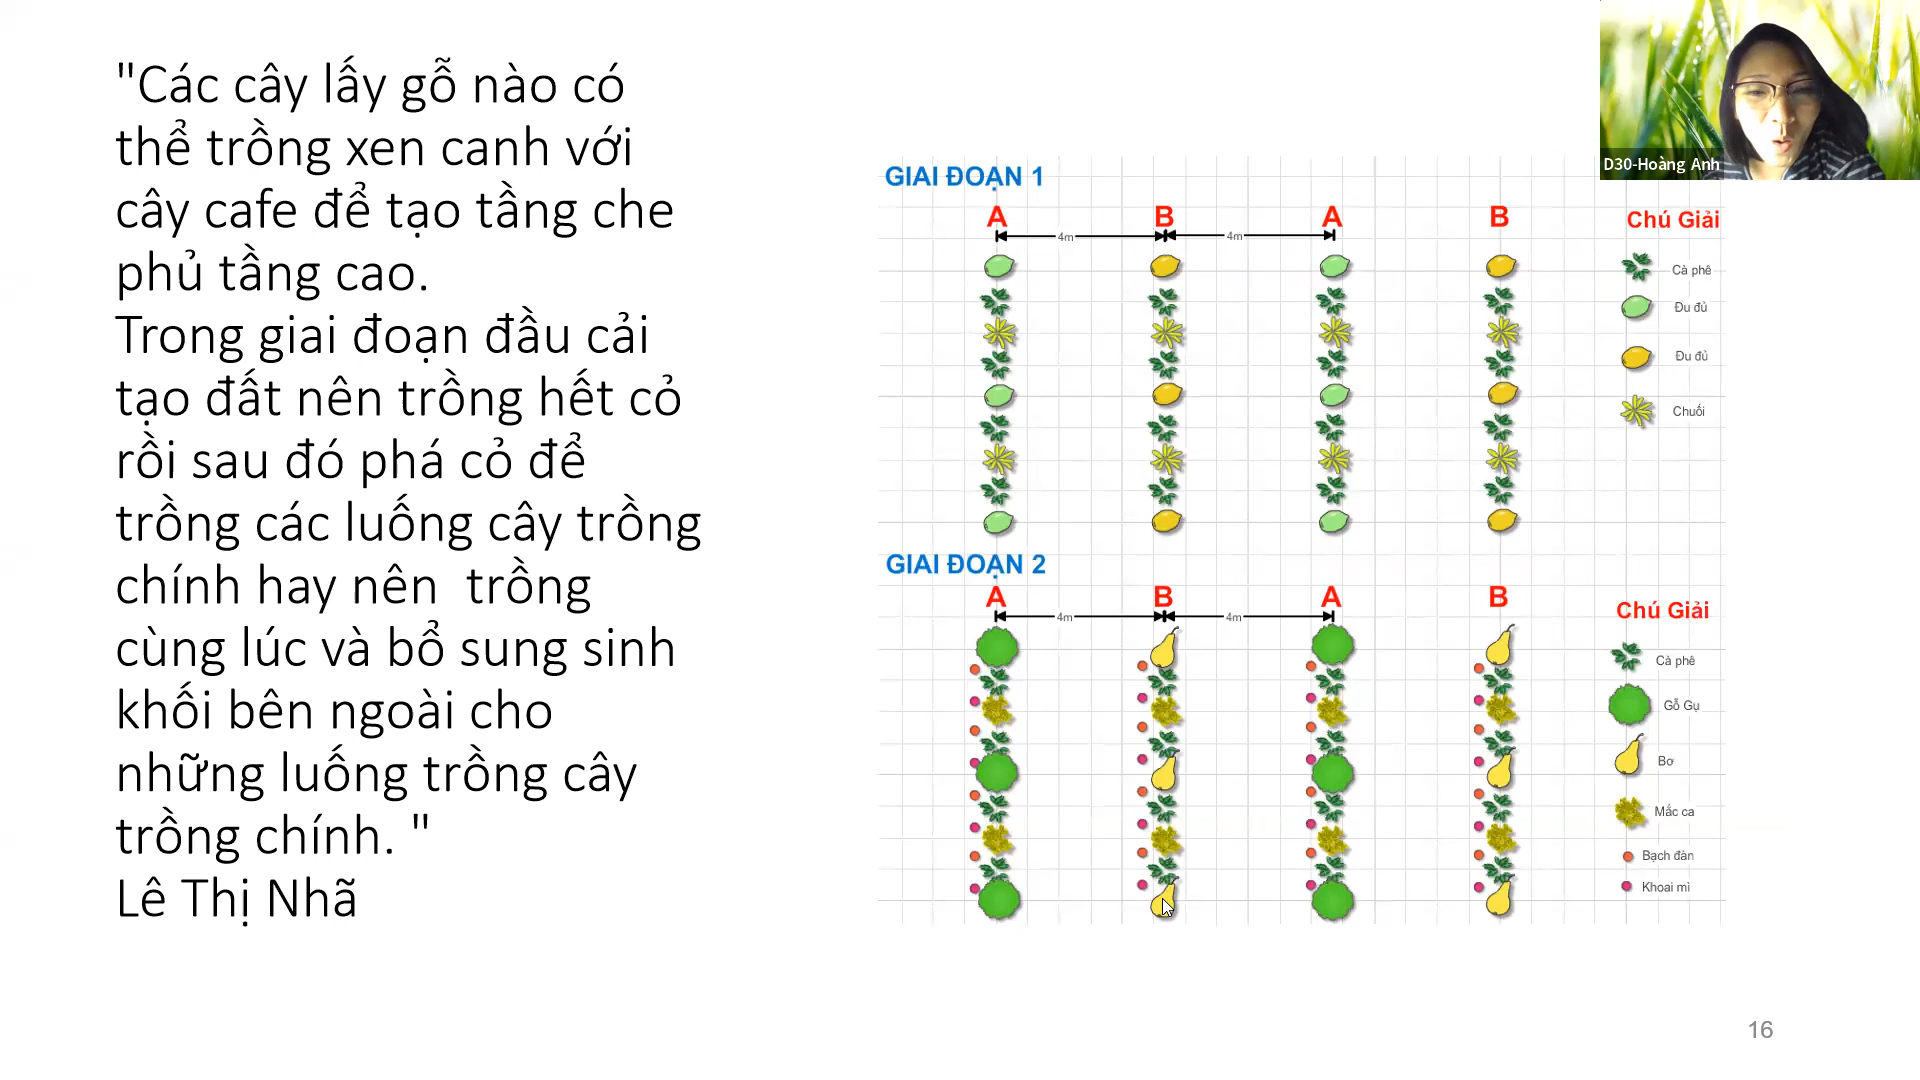 "Các cây lấy gỗ nào có
thể trồng xen canh với
cây cafe để tạo tầng che
phủ tầng cao.
Trong giai đoạn đầu cải
tạo đất nên trồng hết cỏ
rồi sau đó phá cỏ để
trồng các luống cây trồng
chính hay nên  trồng
cùng lúc và bổ sung sinh
khối bên ngoài cho
những luống trồng cây
trồng chính. "
Lê Thị Nhã
GIAI ĐOẠN 1
A B A B
4m 4m
Chú Giải
Cà phê
Đu đủ
Đu đủ
Chuối
GIAI ĐOẠN 2
A B A B
4m 4m
Chú Giải
Cà phê
Gỗ Gụ
Bơ
Mắc ca
Bạch đàn
Khoai mì
D30-Hoàng Anh
16